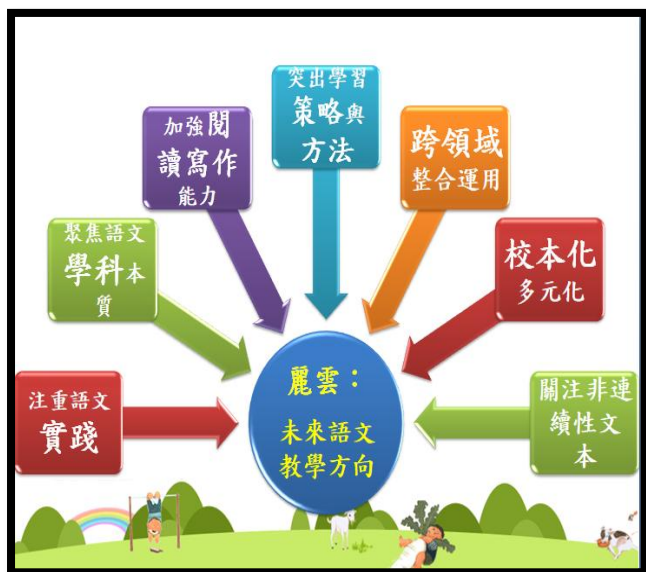 突出學習
策略與
方法
加強閱
讀寫作
能力
跨領域
整合運用
聚焦語文
學科本
質
校本化
多元化
注重語文
實踐
麗雲：
未來語文
教學方向
關注非連
續性文
本